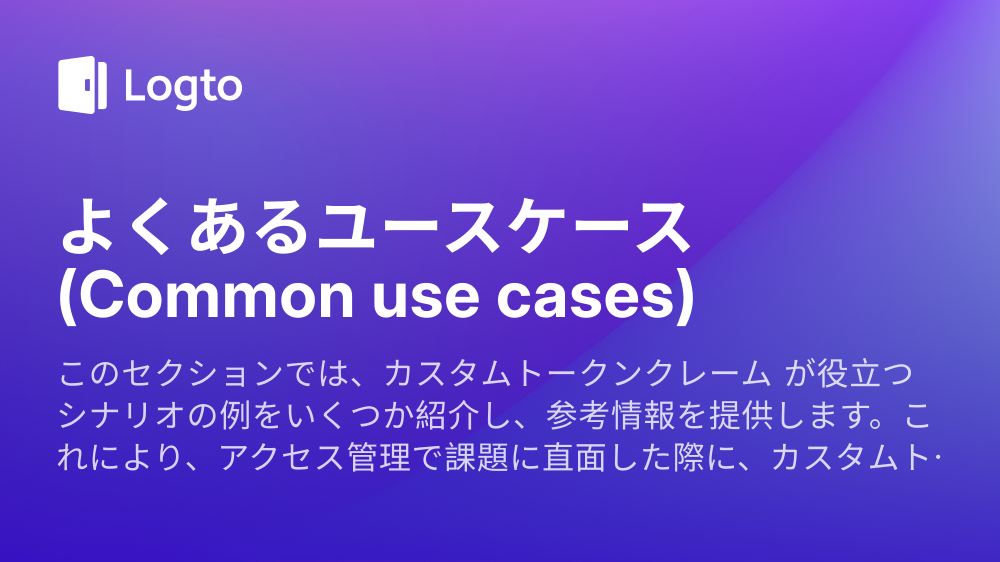 Logto
よくあるユースケース
(Common use cases)
このセクションでは、カスタムトークンクレーム が役立つ
シナリオの例をいくつか紹介し、参考情報を提供します。こ
れにより、アクセス管理で課題に直面した際に、カスタムト·